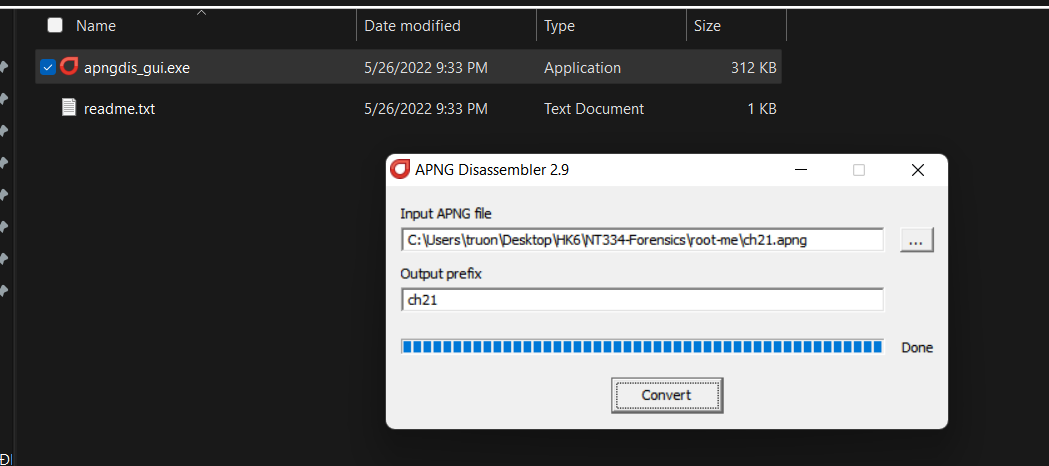 Name Date modified Type Size
apngdis_gui.exe 5/26/2022 9:33 PM Application 312 KB
readme.txt 5/26/2022 9:33 PM Text Document 1 KB
APNG Disassembler 2.9
Input APNG file
C:\Users\truon\Desktop\HK6\NT334-Forensics\root-me\ch21.apng
...
Output prefix
ch21
Done
Convert